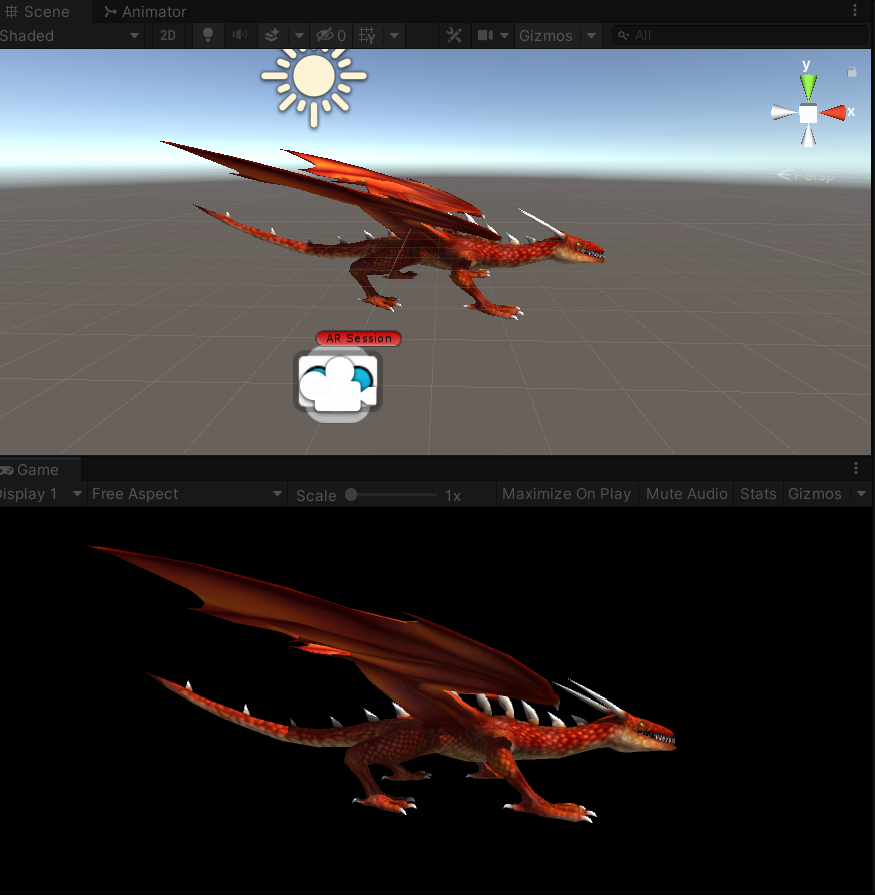 Scene Animator
Shaded 2D 0 Gizmos All
y
x
Persp
AR Session
Game
Display 1 Free Aspect Scale 1x Maximize On Play Mute Audio Stats Gizmos